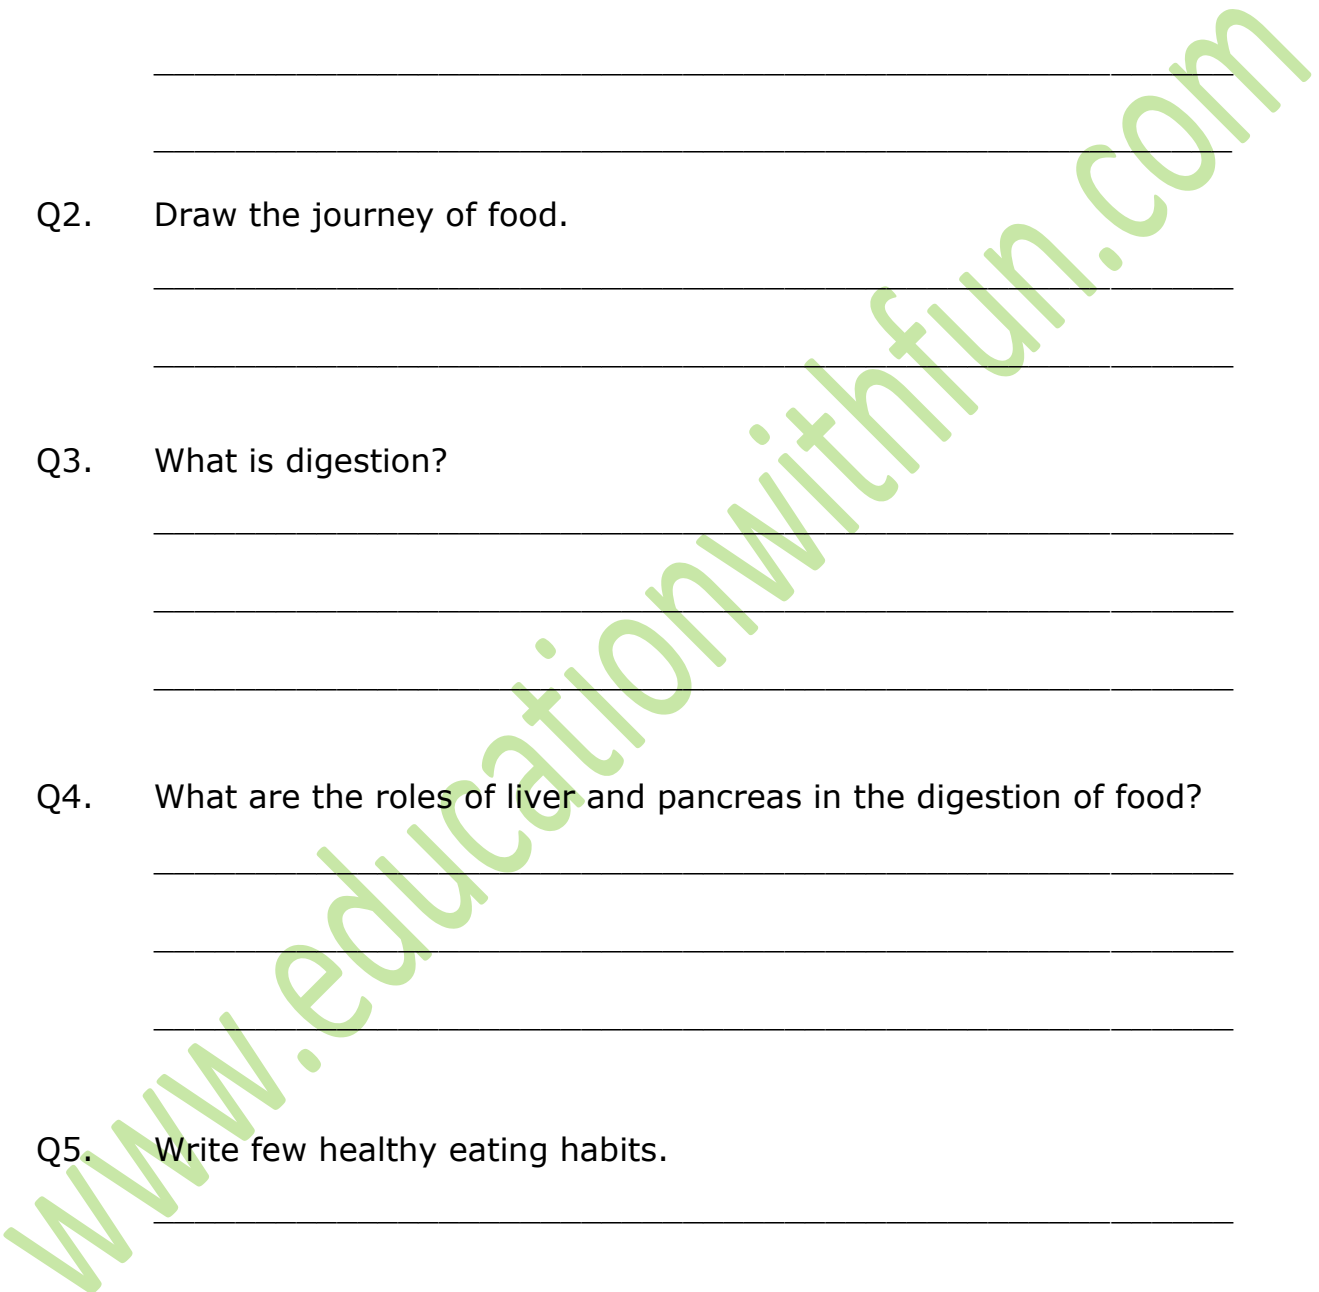 Q2. Draw the journey of food.
Q3. What is digestion?
Q4. What are the roles of liver and pancreas in the digestion of food?
Q5. Write few healthy eating habits.
www.educationwithfun.com